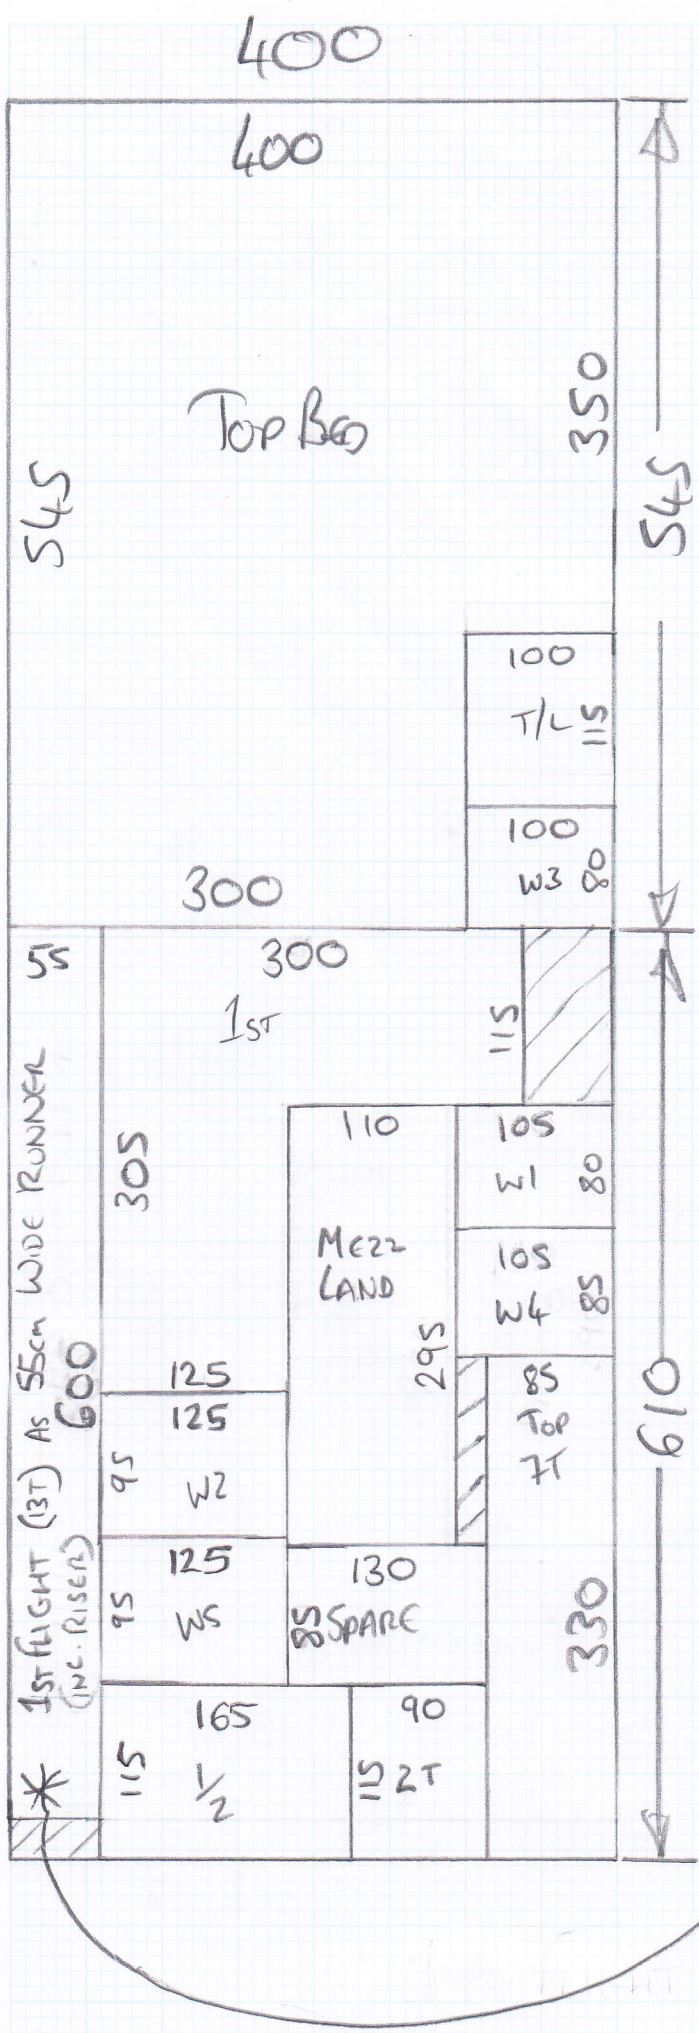 400
400
TOP BED
545
350
545
100
T/L 115
100
W3 80
300
55
300
1ST
115
1ST FLIGHT (13T) AS 55cm WIDE RUNNER
(INC. RISER)
600
305
110
MEZZ
LAND
295
105
W1 80
105
W4 85
85
TOP
7T
330
610
125
125
95 W2
125
95 W5
130
85 SPARE
165
115 1/2
90
115 2T
*